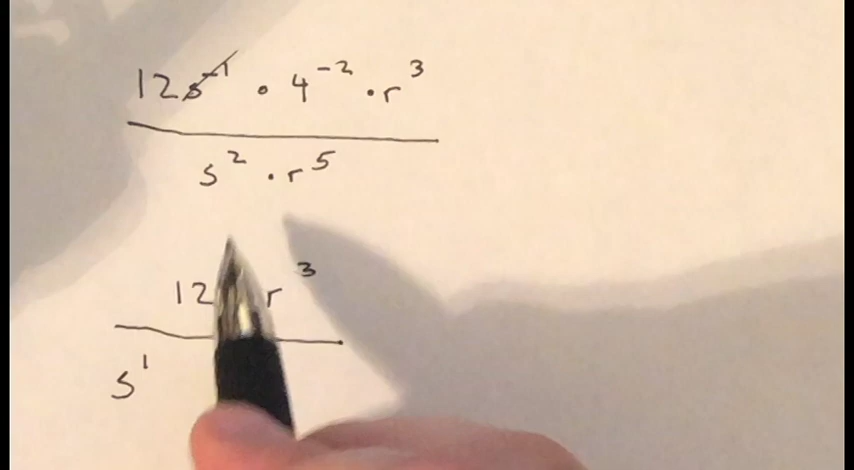 12s⁻¹ · 4⁻² · r³
s² · r⁵
12 r³
s¹